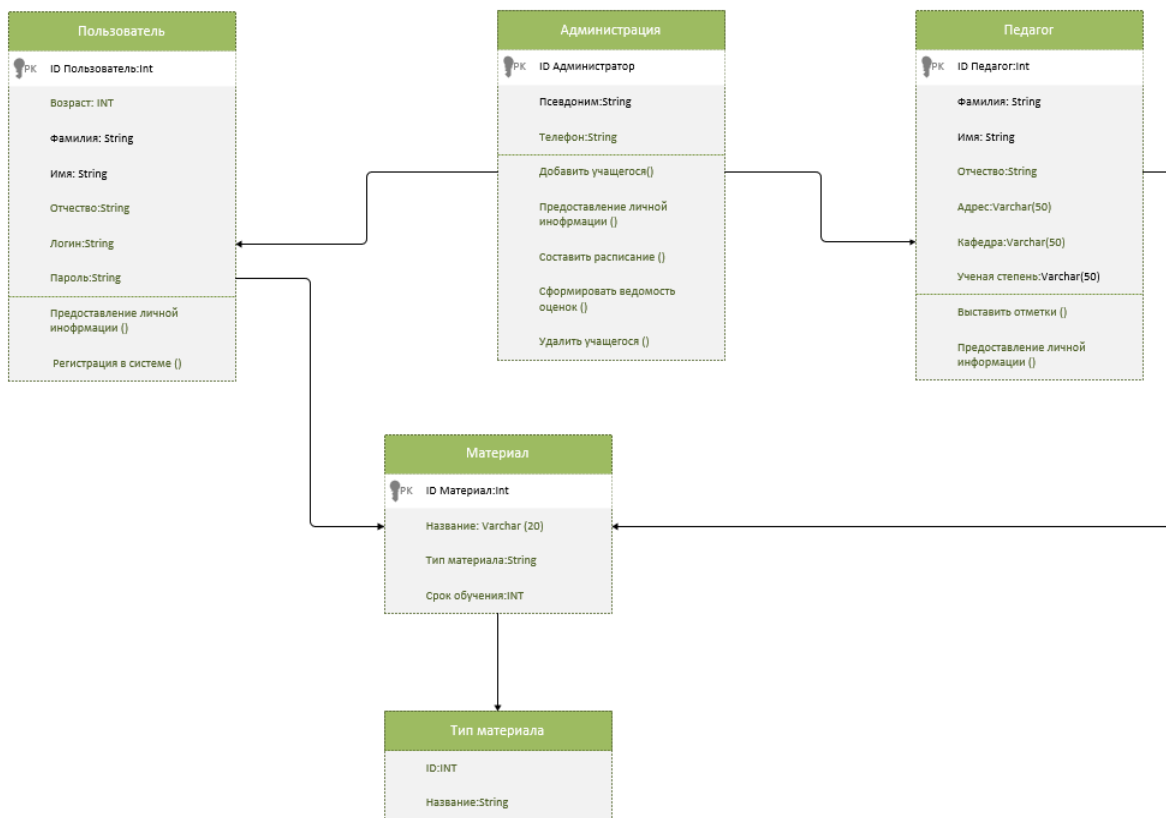 Пользователь
PK ID Пользователь:Int
Возраст: INT
Фамилия: String
Имя: String
Отчество:String
Логин:String
Пароль:String
Предоставление личной
инофрмации ()
Регистрация в системе ()
Администрация
PK ID Администратор
Псевдоним:String
Телефон:String
Добавить учащегося()
Предоставление личной
инофрмации ()
Составить расписание ()
Сформировать ведомость
оценок ()
Удалить учащегося ()
Педагог
PK ID Педагог:Int
Фамилия: String
Имя: String
Отчество:String
Адрес:Varchar(50)
Кафедра:Varchar(50)
Ученая степень:Varchar(50)
Выставить отметки ()
Предоставление личной
информации ()
Материал
PK ID Материал:Int
Название: Varchar (20)
Тип материала:String
Срок обучения:INT
Тип материала
ID:INT
Название:String